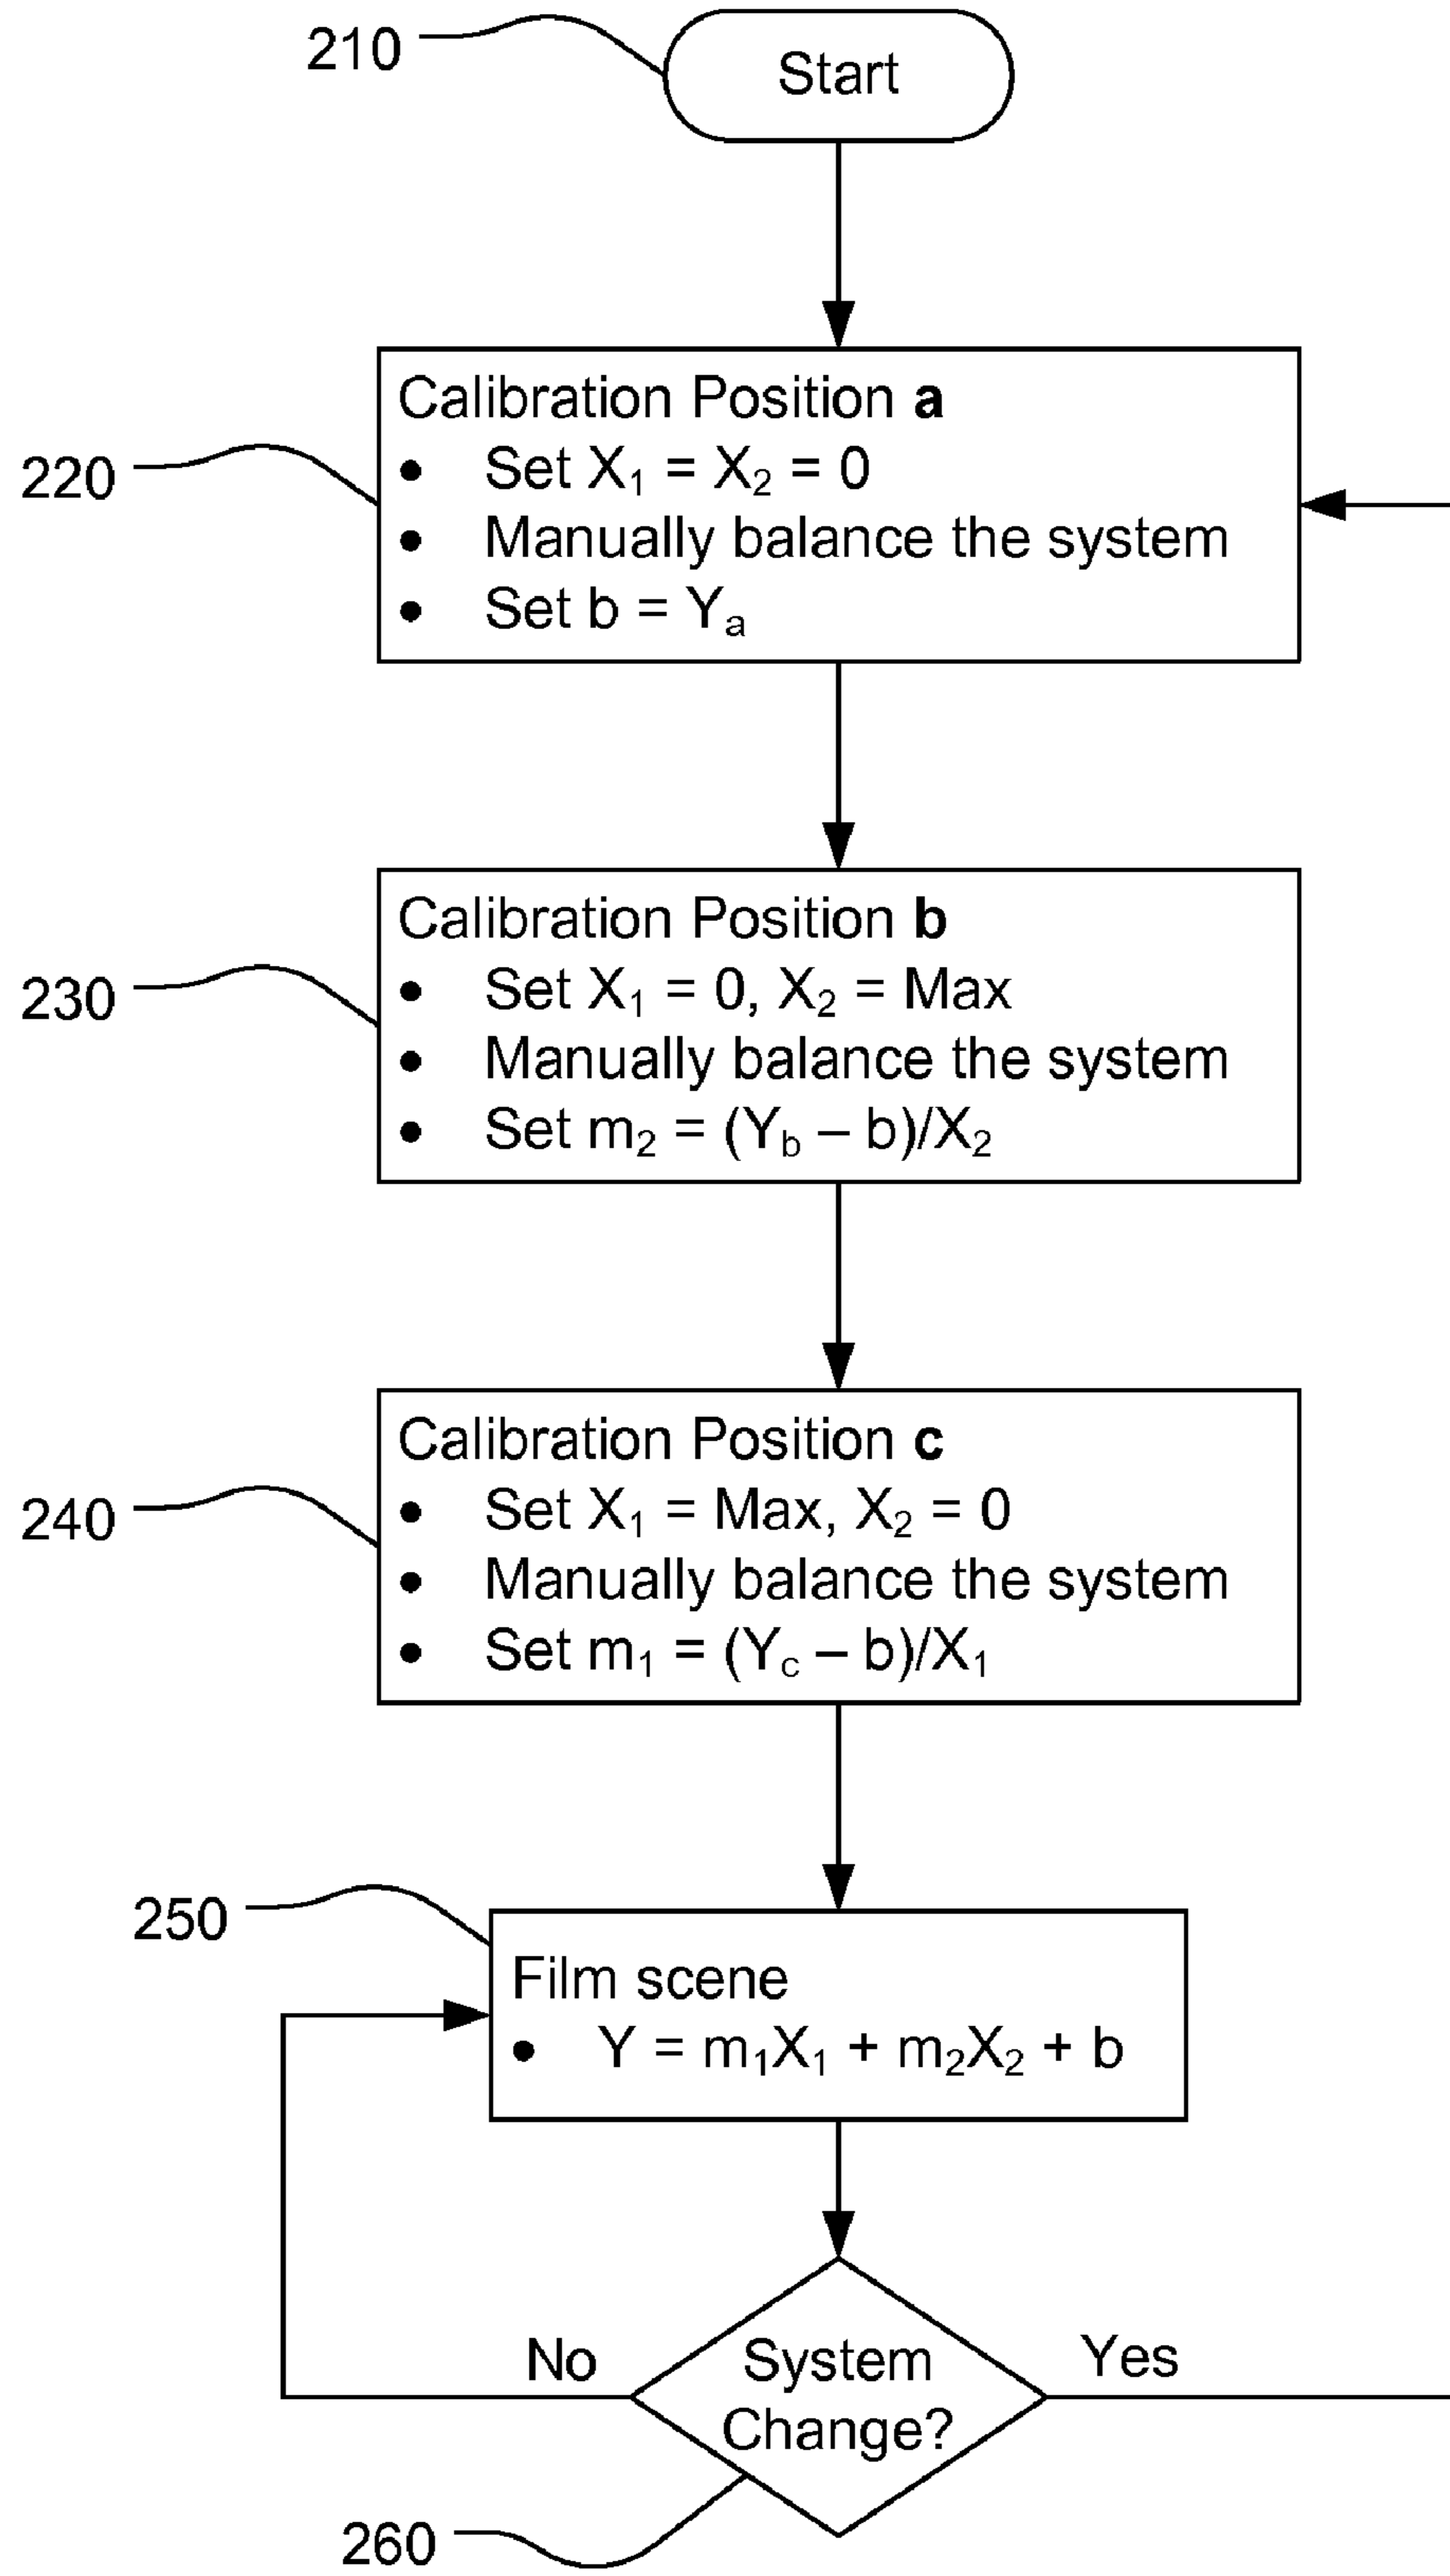 210
Start
220
Calibration Position a
• Set X₁ = X₂ = 0
• Manually balance the system
• Set b = Yₐ
230
Calibration Position b
• Set X₁ = 0, X₂ = Max
• Manually balance the system
• Set m₂ = (Y_b – b)/X₂
240
Calibration Position c
• Set X₁ = Max, X₂ = 0
• Manually balance the system
• Set m₁ = (Y_c – b)/X₁
250
Film scene
• Y = m₁X₁ + m₂X₂ + b
No
System
Change?
Yes
260